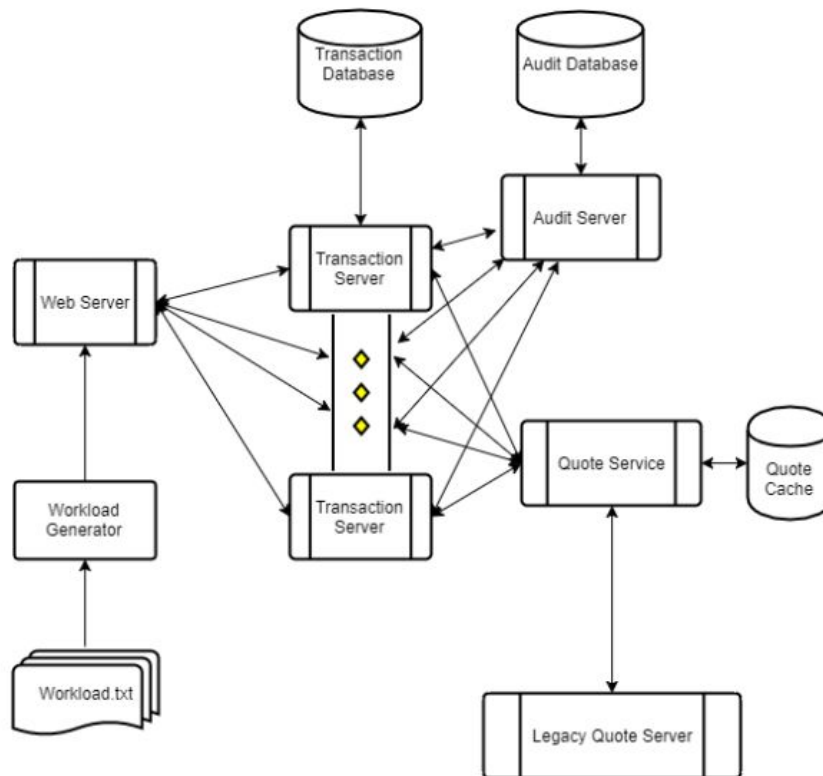 Transaction
Database
Audit Database
Audit Server
Transaction
Server
Web Server
Quote Service
Quote
Cache
Workload
Generator
Transaction
Server
Workload.txt
Legacy Quote Server